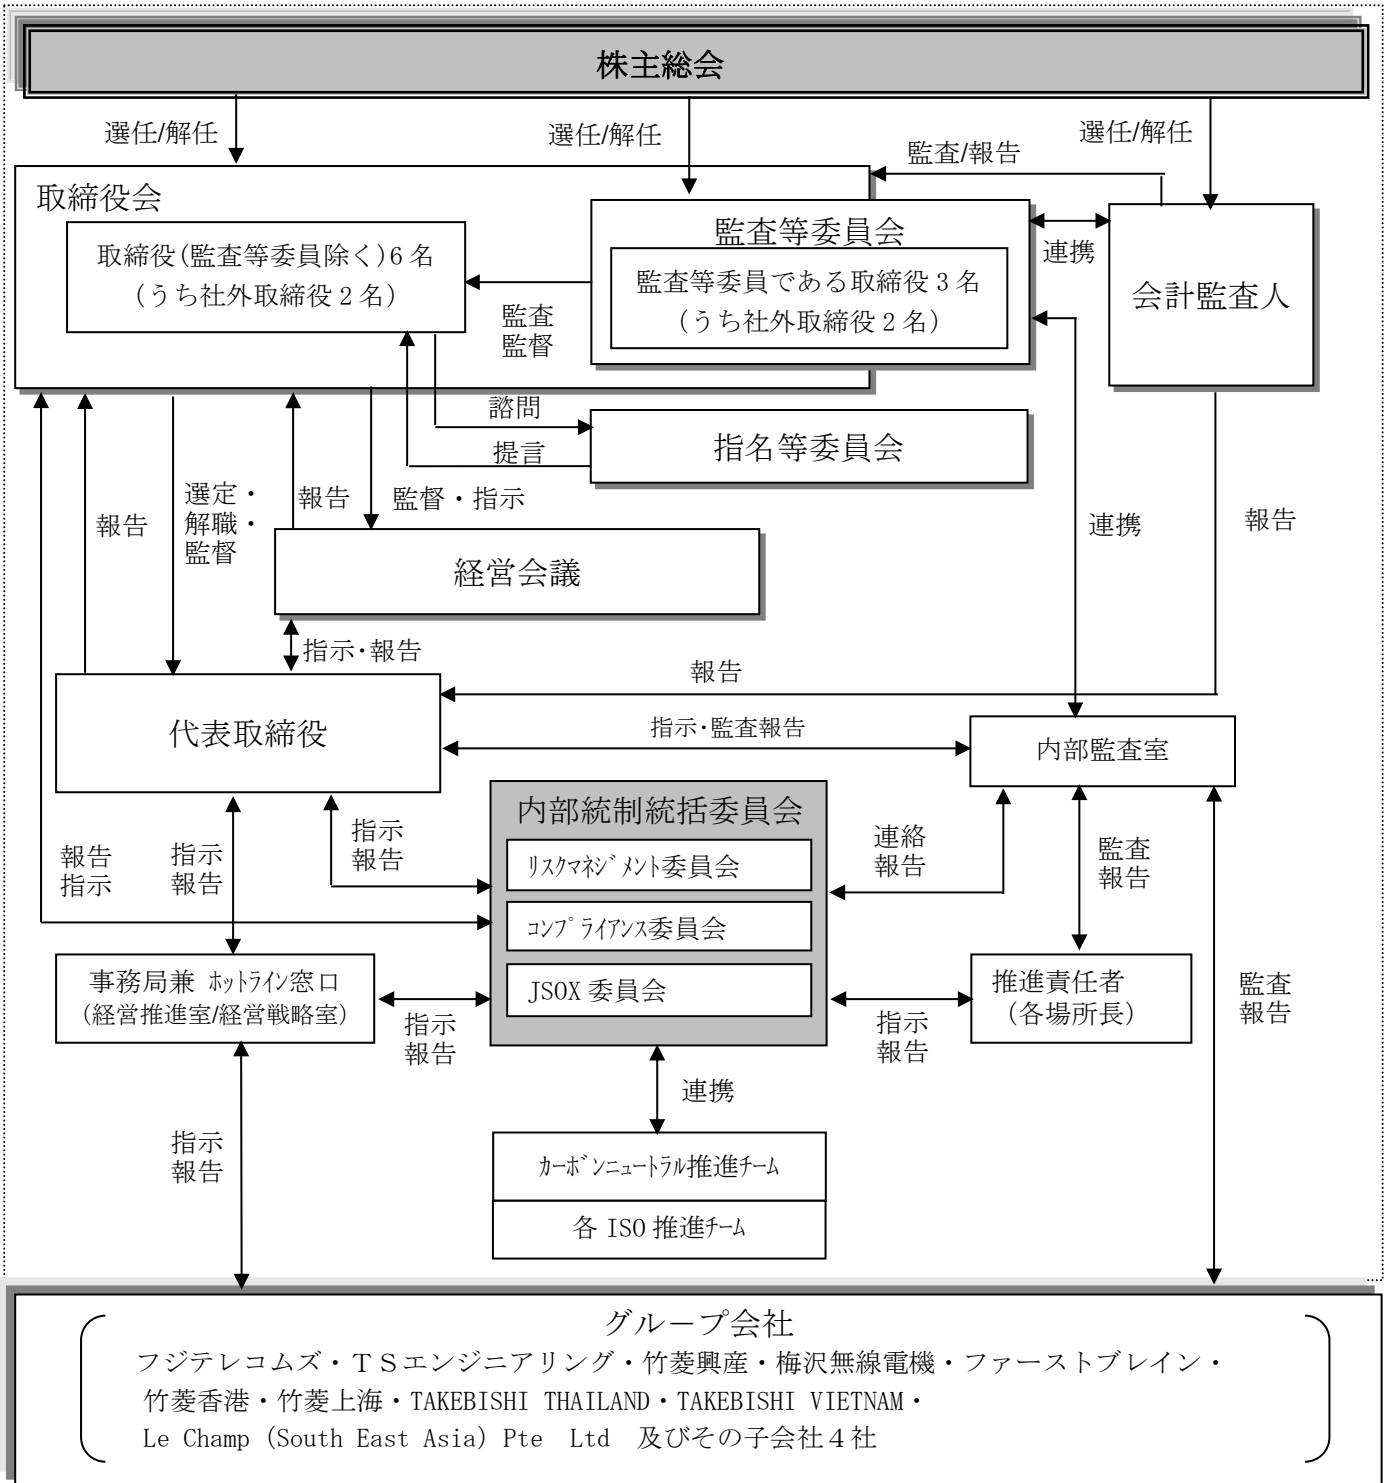 株主総会
選任/解任
選任/解任
選任/解任
監査/報告
取締役会
取締役(監査等委員除く)6名
(うち社外取締役2名)
監査
監督
監査等委員会
監査等委員である取締役3名
(うち社外取締役2名)
連携
会計監査人
諮問
提言
指名等委員会
報告
選定・
解職・
監督
報告
監督・指示
連携
報告
経営会議
指示・報告
報告
代表取締役
指示・監査報告
内部監査室
報告
指示
指示
報告
指示
報告
内部統制統括委員会
リスクマネジメント委員会
コンプライアンス委員会
JSOX 委員会
連絡
報告
監査
報告
事務局兼 ホットライン窓口
(経営推進室/経営戦略室)
指示
報告
指示
報告
推進責任者
(各場所長)
監査
報告
連携
指示
報告
カーボンニュートラル推進チーム
各 ISO 推進チーム
グループ会社
フジテレコムズ・TSエンジニアリング・竹菱興産・梅沢無線電機・ファーストブレイン・
竹菱香港・竹菱上海・TAKEBISHI THAILAND・TAKEBISHI VIETNAM・
Le Champ (South East Asia) Pte Ltd 及びその子会社4社